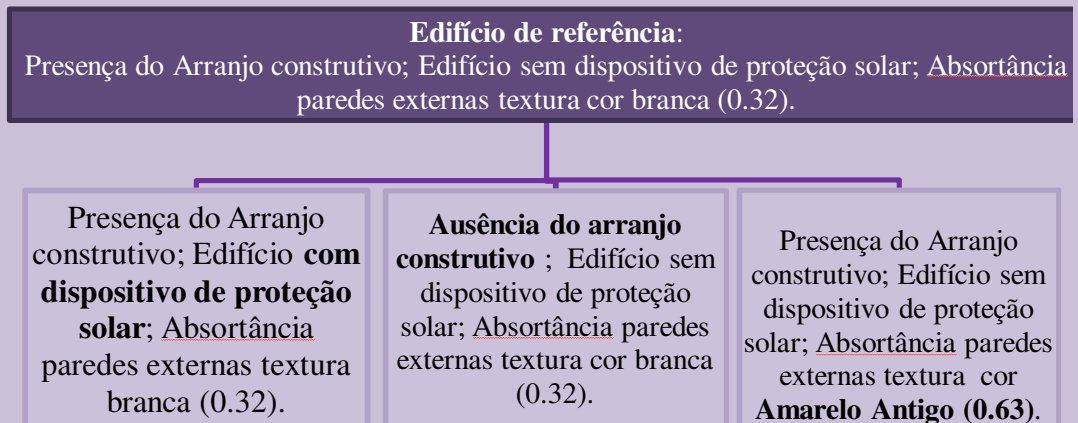 Edifício de referência:
Presença do Arranjo construtivo; Edifício sem dispositivo de proteção solar; Absortância
paredes externas textura cor branca (0.32).
Presença do Arranjo
construtivo; Edifício com
dispositivo de proteção
solar; Absortância
paredes externas textura
branca (0.32).
Ausência do arranjo
construtivo ; Edifício sem
dispositivo de proteção
solar; Absortância paredes
externas textura cor branca
(0.32).
Presença do Arranjo
construtivo; Edifício sem
dispositivo de proteção
solar; Absortância paredes
externas textura cor
Amarelo Antigo (0.63).